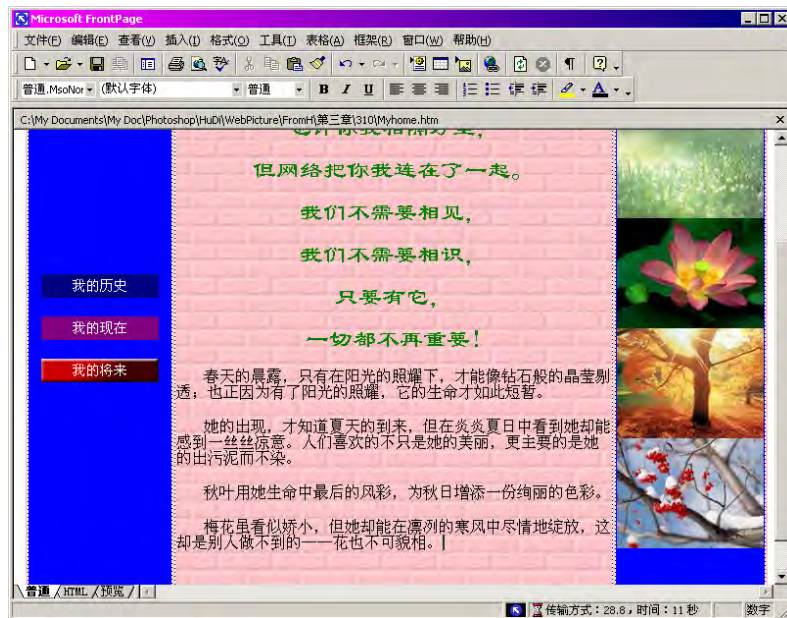 Microsoft FrontPage
文件(F) 编辑(E) 查看(V) 插入(I) 格式(O) 工具(T) 表格(A) 框架(R) 窗口(W) 帮助(H)
普通.MsoNor (默认字体) 普通 B I U A
C:\My Documents\My Doc\Photoshop\HuDi\WebPicture\FromH\第三章\310\Myhome.htm
但网络把你我连在了一起。
我们不需要相见，
我们不需要相识，
只要有它，
一切都不再重要！
我的历史
我的现在
我的将来
春天的晨露，只有在阳光的照耀下，才能像钻石般的晶莹剔
透；也正因为有了阳光的照耀，它的生命才如此短暂。
她的出现，才知道夏天的到来，但在炎炎夏日中看到她却能
感到一丝丝凉意。人们喜欢的不只是她的美丽，更主要的是她
的出污泥而不染。
秋叶用她生命中最后的风彩，为秋日增添一份绚丽的色彩。
梅花虽看似娇小，但她却能在凛冽的寒风中尽情地绽放，这
却是别人做不到的——花也不可貌相。
普通 HTML 预览
传输方式：28.8，时间：11秒 数字